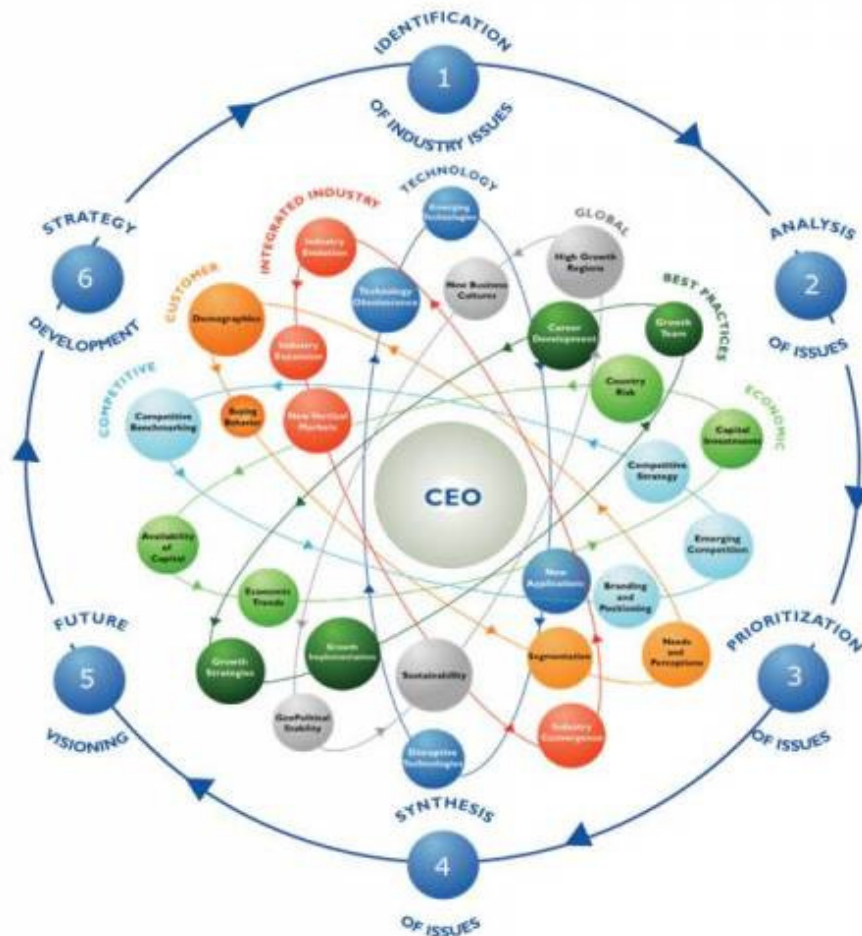 IDENTIFICATION
1
OF INDUSTRY ISSUES
TECHNOLOGY
Emerging
Technologies
INTEGRATED INDUSTRY
Industry
Evolution
GLOBAL
High Growth
Regions
STRATEGY
6
DEVELOPMENT
ANALYSIS
2
OF ISSUES
CUSTOMER
Demographics
Technology
Obsolescence
New Business
Cultures
BEST PRACTICES
Career
Development
Growth
Team
Industry
Expansion
COMPETITIVE
Competitive
Benchmarking
Buying
Behavior
New Vertical
Markets
Country
Risk
ECONOMIC
Capital
Investments
Competitive
Strategy
CEO
Availability
of
Capital
Emerging
Competition
Economic
Trends
New
Applications
Branding
and
Positioning
FUTURE
5
VISIONING
PRIORITIZATION
3
OF ISSUES
Growth
Strategies
Growth
Implementation
Sustainability
Segmentation
Needs
and
Perceptions
GeoPolitical
Stability
Industry
Convergence
Disruptive
Technologies
SYNTHESIS
4
OF ISSUES